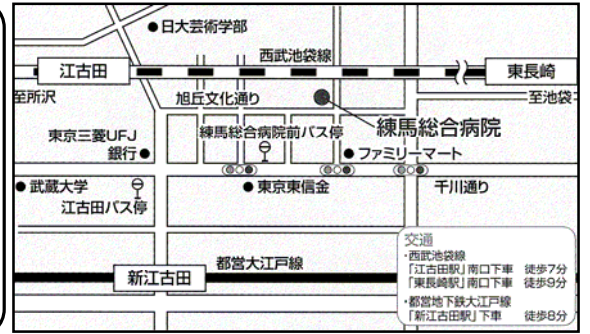 日大芸術学部
西武池袋線
江古田
東長崎
至所沢
旭丘文化通り
至池袋
練馬総合病院
東京三菱UFJ
銀行
練馬総合病院前バス停
ファミリーマート
武蔵大学
江古田バス停
東京東信金
千川通り
都営大江戸線
新江古田
交通
・西武池袋線
「江古田駅」南口下車 徒歩7分
「東長崎駅」南口下車 徒歩9分
・都営地下鉄大江戸線
「新江古田駅」下車 徒歩8分